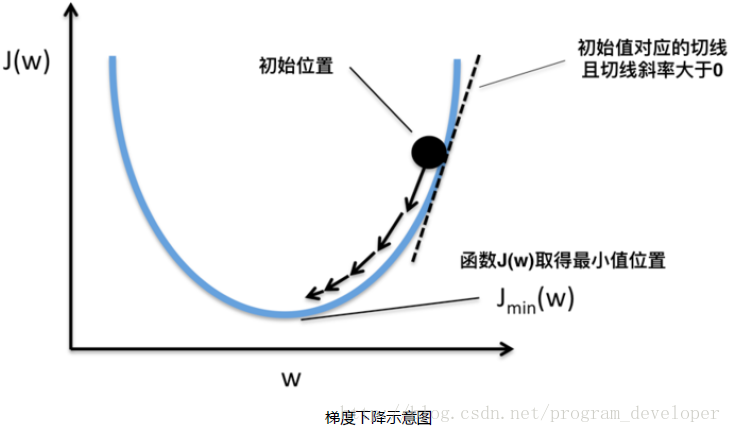 J(w)
初始位置
初始值对应的切线
且切线斜率大于0
函数J(w)取得最小值位置
Jmin(w)
w
梯度下降示意图
http://blog.csdn.net/program_developer